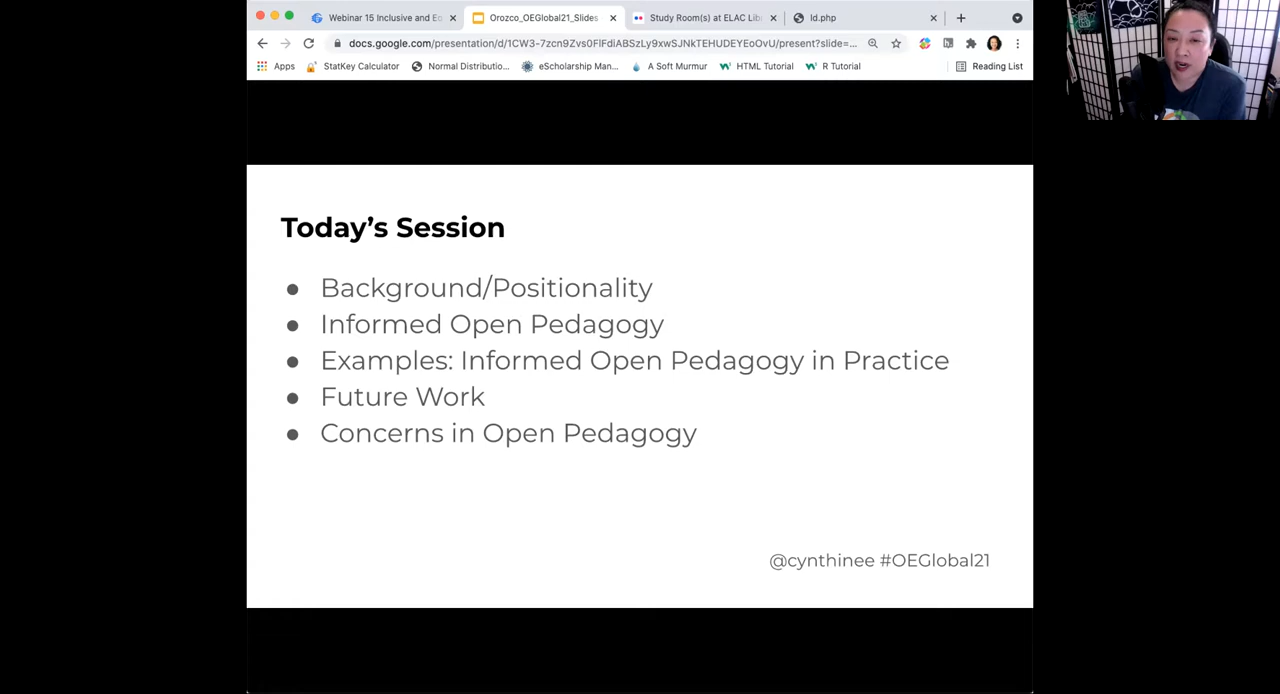 Webinar 15 Inclusive and Eq
Orozco_OEGlobal21_Slides
Study Room(s) at ELAC Lib
ld.php
docs.google.com/presentation/d/1CW3-7zcn9Zvs0FlFdiABSzLy9xwSJNkTEHUDEYEoOvU/present?slide=...
Apps
StatKey Calculator
Normal Distributio...
eScholarship Man...
A Soft Murmur
HTML Tutorial
R Tutorial
Reading List
Today's Session
● Background/Positionality
● Informed Open Pedagogy
● Examples: Informed Open Pedagogy in Practice
● Future Work
● Concerns in Open Pedagogy
@cynthinee #OEGlobal21